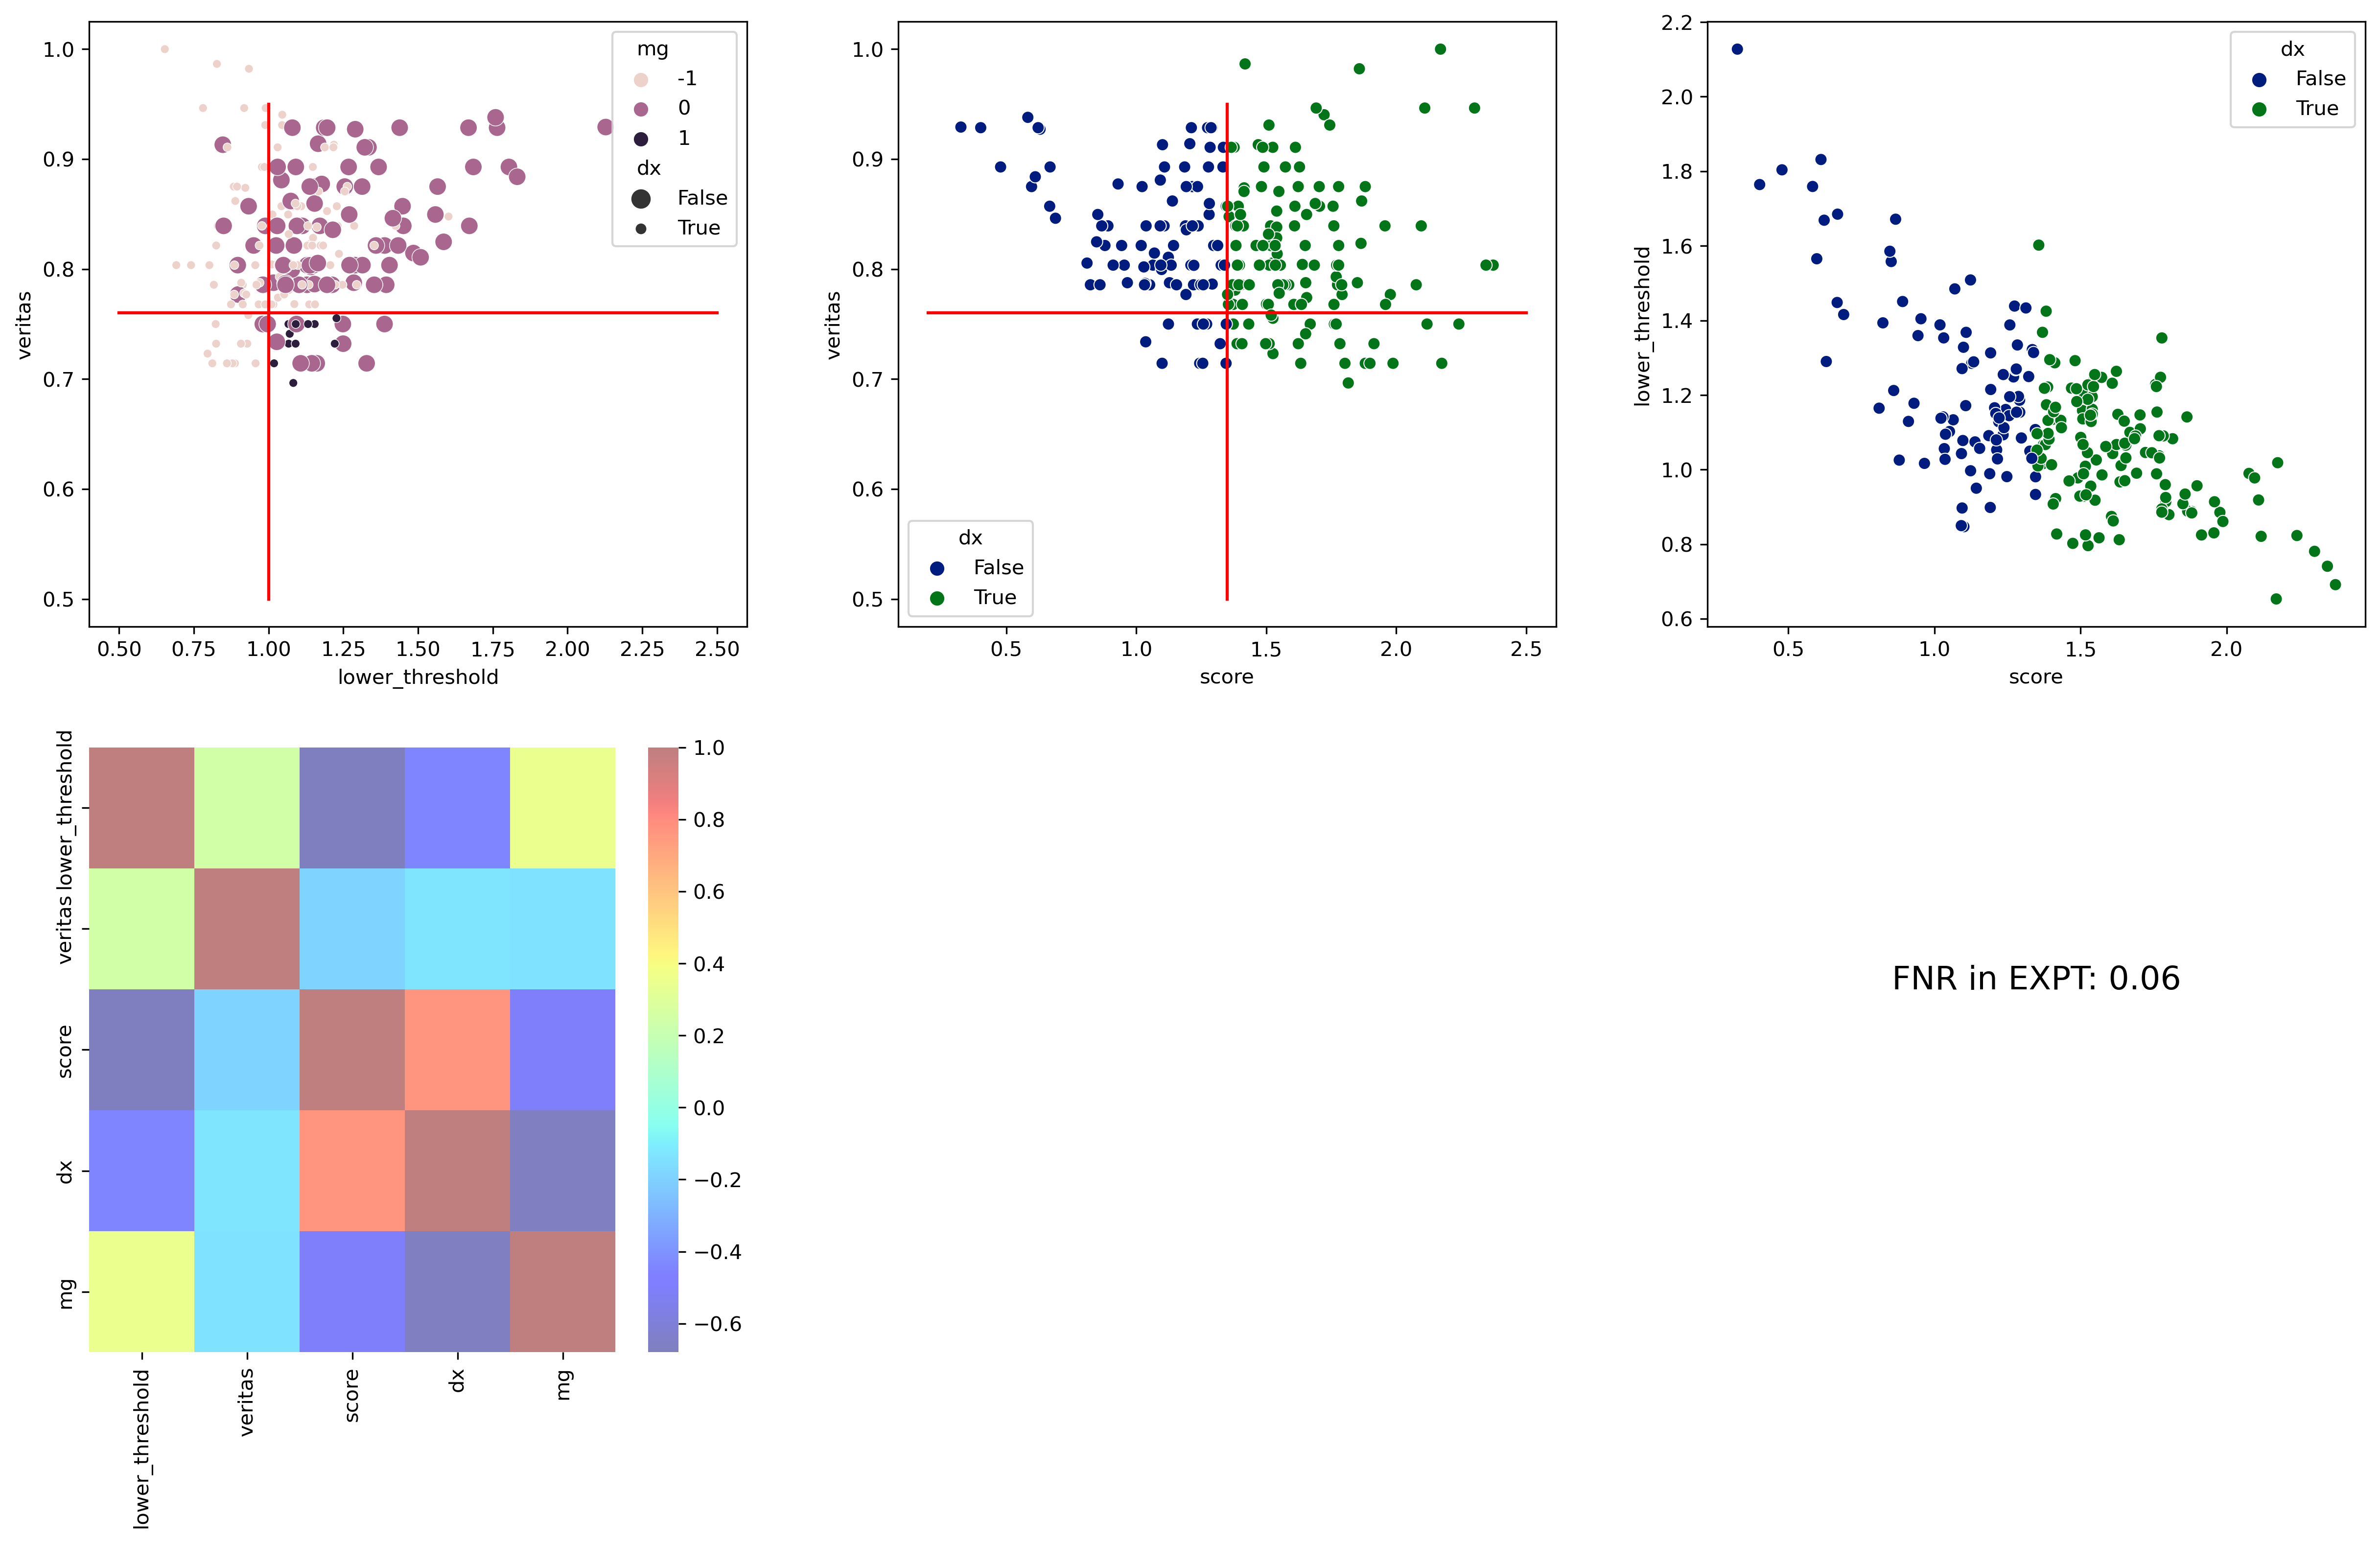 1.0
0.9
0.8
0.7
0.6
0.5
veritas
0.50 0.75 1.00 1.25 1.50 1.75 2.00 2.25 2.50
lower_threshold
mg
-1
0
1
dx
False
True
1.0
0.9
0.8
0.7
0.6
0.5
veritas
0.5 1.0 1.5 2.0 2.5
score
dx
False
True
2.2
2.0
1.8
1.6
1.4
1.2
1.0
0.8
0.6
lower_threshold
0.5 1.0 1.5 2.0
score
dx
False
True
lower_threshold
veritas
score
dx
mg
lower_threshold
veritas
score
dx
mg
1.0
0.8
0.6
0.4
0.2
0.0
−0.2
−0.4
−0.6
FNR in EXPT: 0.06